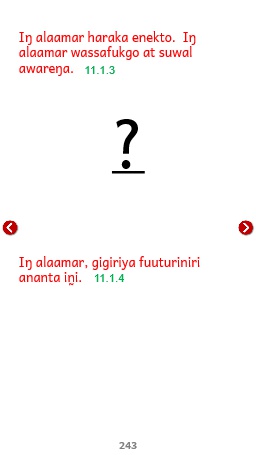 Iŋ alaamar haraka enekto. Iŋ
alaamar wassafukgo at suwal
awareŋa. 11.1.3
?
Iŋ alaamar, gigiriya fuuturiniri
ananta iṉi. 11.1.4
243